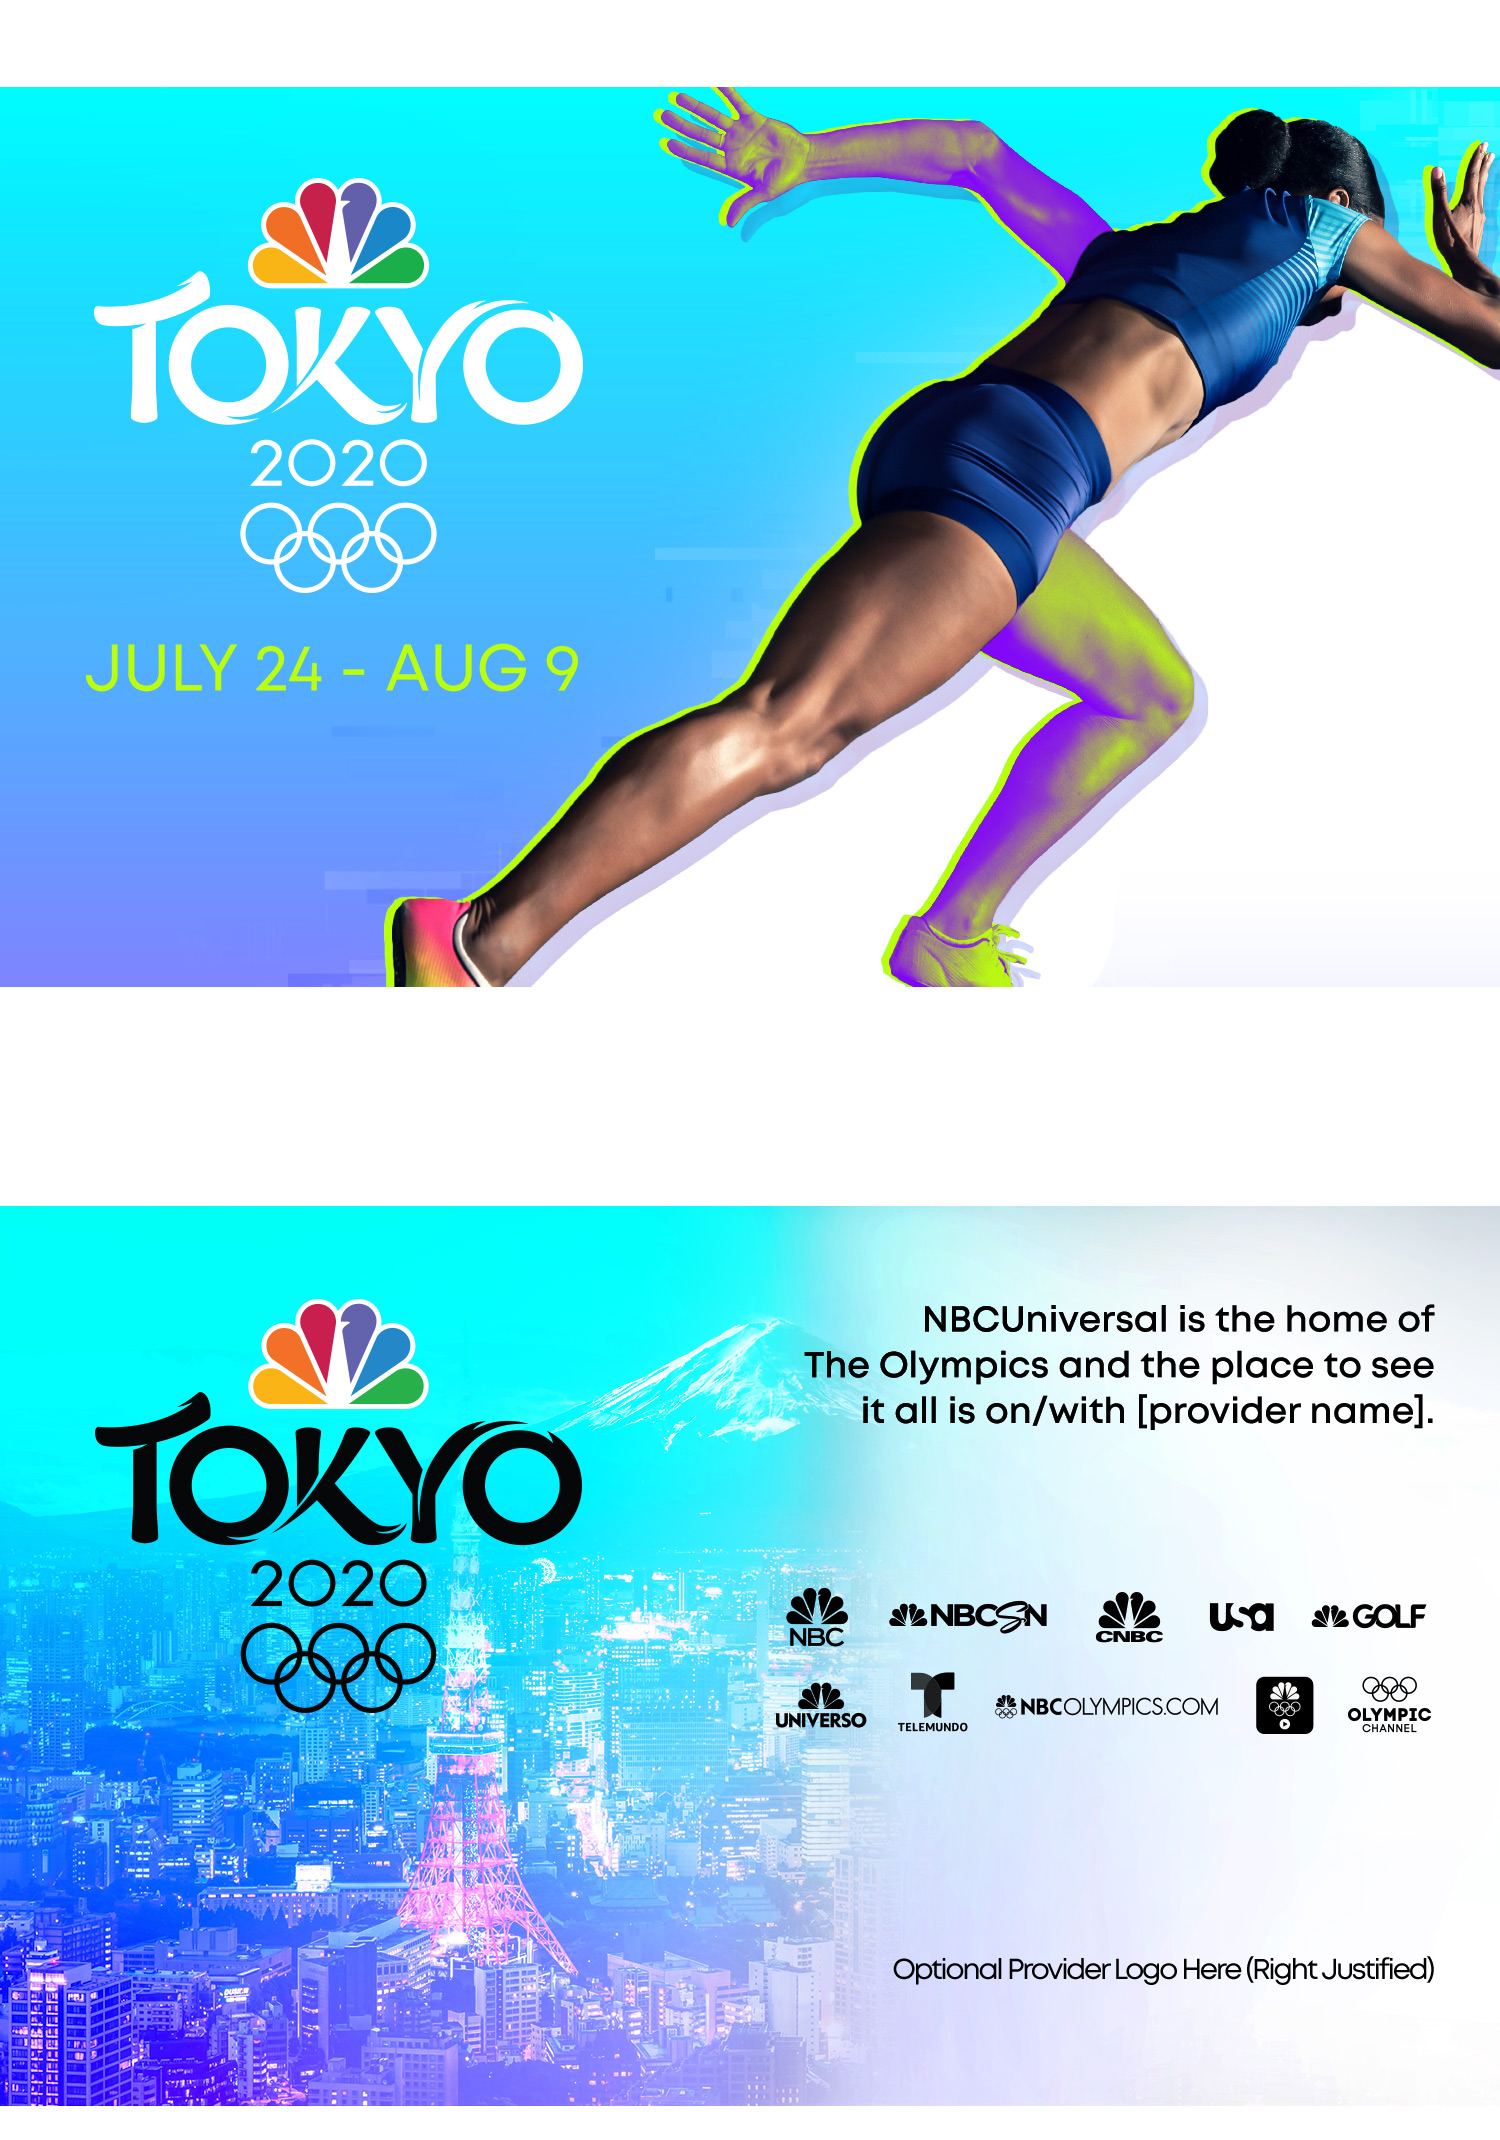 TOKYO
2020
JULY 24 - AUG 9
TOKYO
2020
NBCUniversal is the home of
The Olympics and the place to see
it all is on/with [provider name].
NBC NBCSN CNBC USA GOLF
UNIVERSO TELEMUNDO NBCOLYMPICS.COM OLYMPIC
CHANNEL
Optional Provider Logo Here (Right Justified)